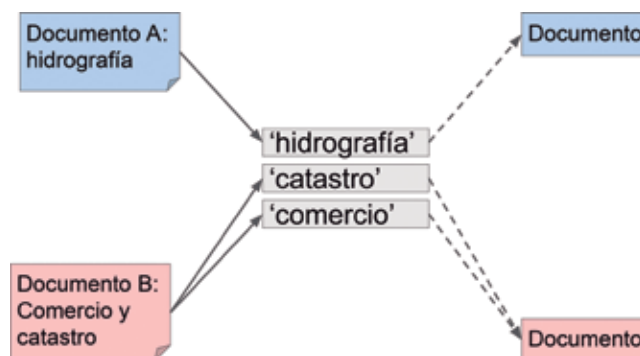 Documento A:
hidrografía
Documento
‘hidrografía’
‘catastro’
‘comercio’
Documento B:
Comercio y
catastro
Documento